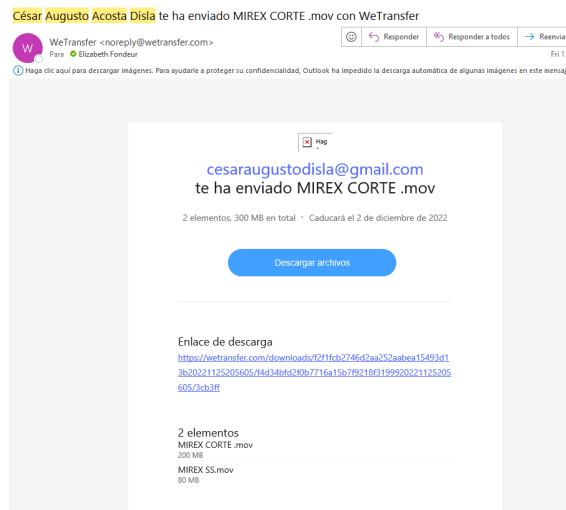 César Augusto Acosta Disla te ha enviado MIREX CORTE .mov con WeTransfer
W
WeTransfer <noreply@wetransfer.com>
Para Elizabeth Fondeur
Responder
Responder a todos
Reenvia
Fri 1
Haga clic aquí para descargar imágenes. Para ayudarle a proteger su confidencialidad, Outlook ha impedido la descarga automática de algunas imágenes en este mensaj
Hag
cesaraugustodisla@gmail.com
te ha enviado MIREX CORTE .mov
2 elementos, 300 MB en total · Caducará el 2 de diciembre de 2022
Descargar archivos
Enlace de descarga
https://wetransfer.com/downloads/f2f1fcb2746d2aa252aabea15493d1
3b20221125205605/f4d34bfd2f0b7716a15b7f9218f3199920221125205
605/3cb3ff
2 elementos
MIREX CORTE .mov
200 MB
MIREX SS.mov
80 MB